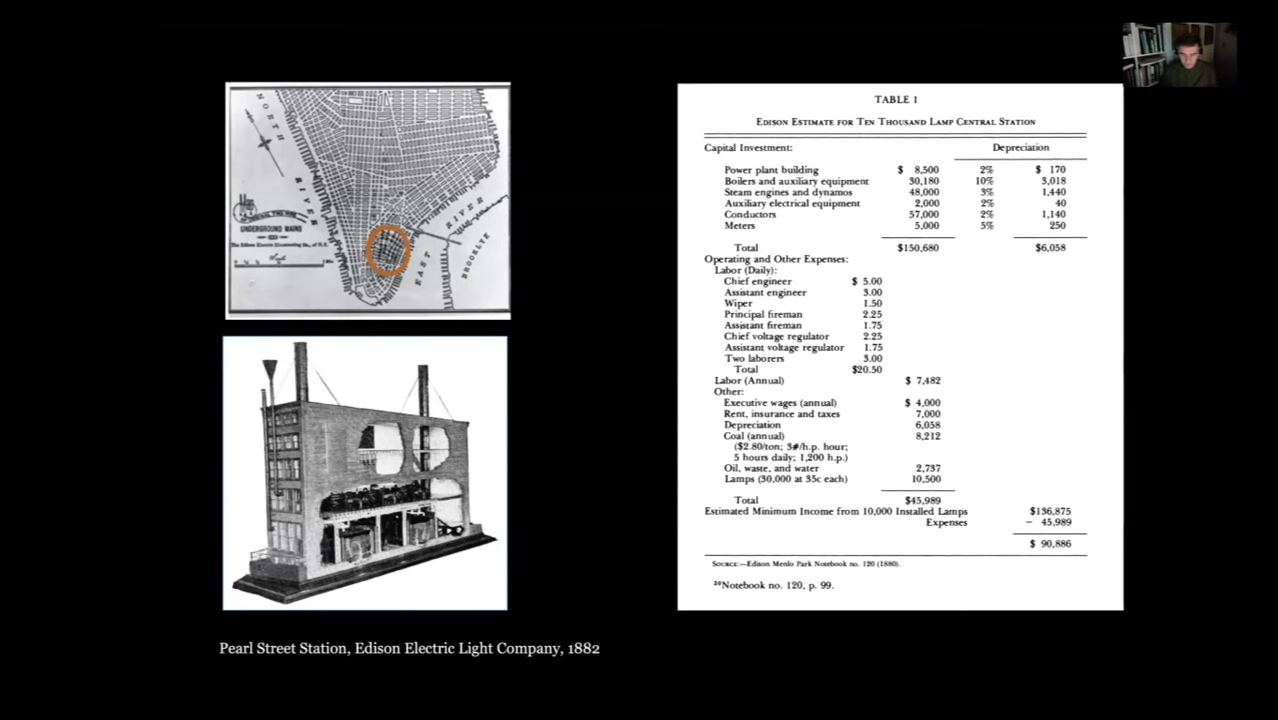 NORTH RIVER
UNDERGROUND MAINS
The Edison Electric Illuminating Co., of N.Y.
EAST RIVER
BROOKLYN
TABLE 1
EDISON ESTIMATE FOR TEN THOUSAND LAMP CENTRAL STATION
Capital Investment: Depreciation
Power plant building $ 8,500 2% $ 170
Boilers and auxiliary equipment 30,180 10% 3,018
Steam engines and dynamos 48,000 3% 1,440
Auxiliary electrical equipment 2,000 2% 40
Conductors 57,000 2% 1,140
Meters 5,000 5% 250
Total $150,680 $6,058
Operating and Other Expenses:
Labor (Daily):
Chief engineer $ 5.00
Assistant engineer 3.00
Wiper 1.50
Principal fireman 2.25
Assistant fireman 1.75
Chief voltage regulator 2.25
Assistant voltage regulator 1.75
Two laborers 3.00
Total $20.50
Labor (Annual) $ 7,482
Other:
Executive wages (annual) $ 4,000
Rent, insurance and taxes 7,000
Depreciation 6,058
Coal (annual) 8,212
($2.80/ton; 3#/h.p. hour;
5 hours daily; 1,200 h.p.)
Oil, waste, and water 2,737
Lamps (30,000 at 35c each) 10,500
Total $45,989
Estimated Minimum Income from 10,000 Installed Lamps $136,875
Expenses – 45,989
$ 90,886
SOURCE:—Edison Menlo Park Notebook no. 120 (1880).
²⁹Notebook no. 120, p. 99.
Pearl Street Station, Edison Electric Light Company, 1882